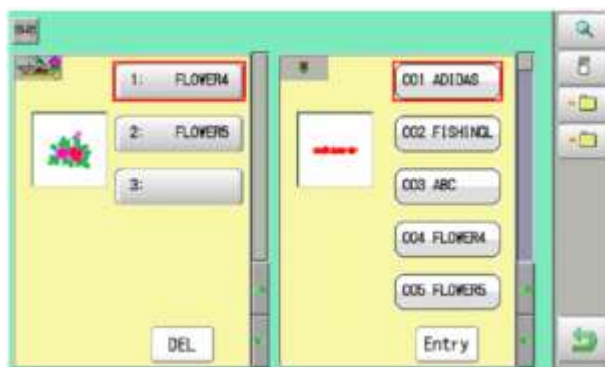 1: FLOWER4
2: FLOWER5
3:
DEL
001 ADIDAS
002 FISHINGL
003 ABC
004 FLOWER4
005 FLOWER5
Entry